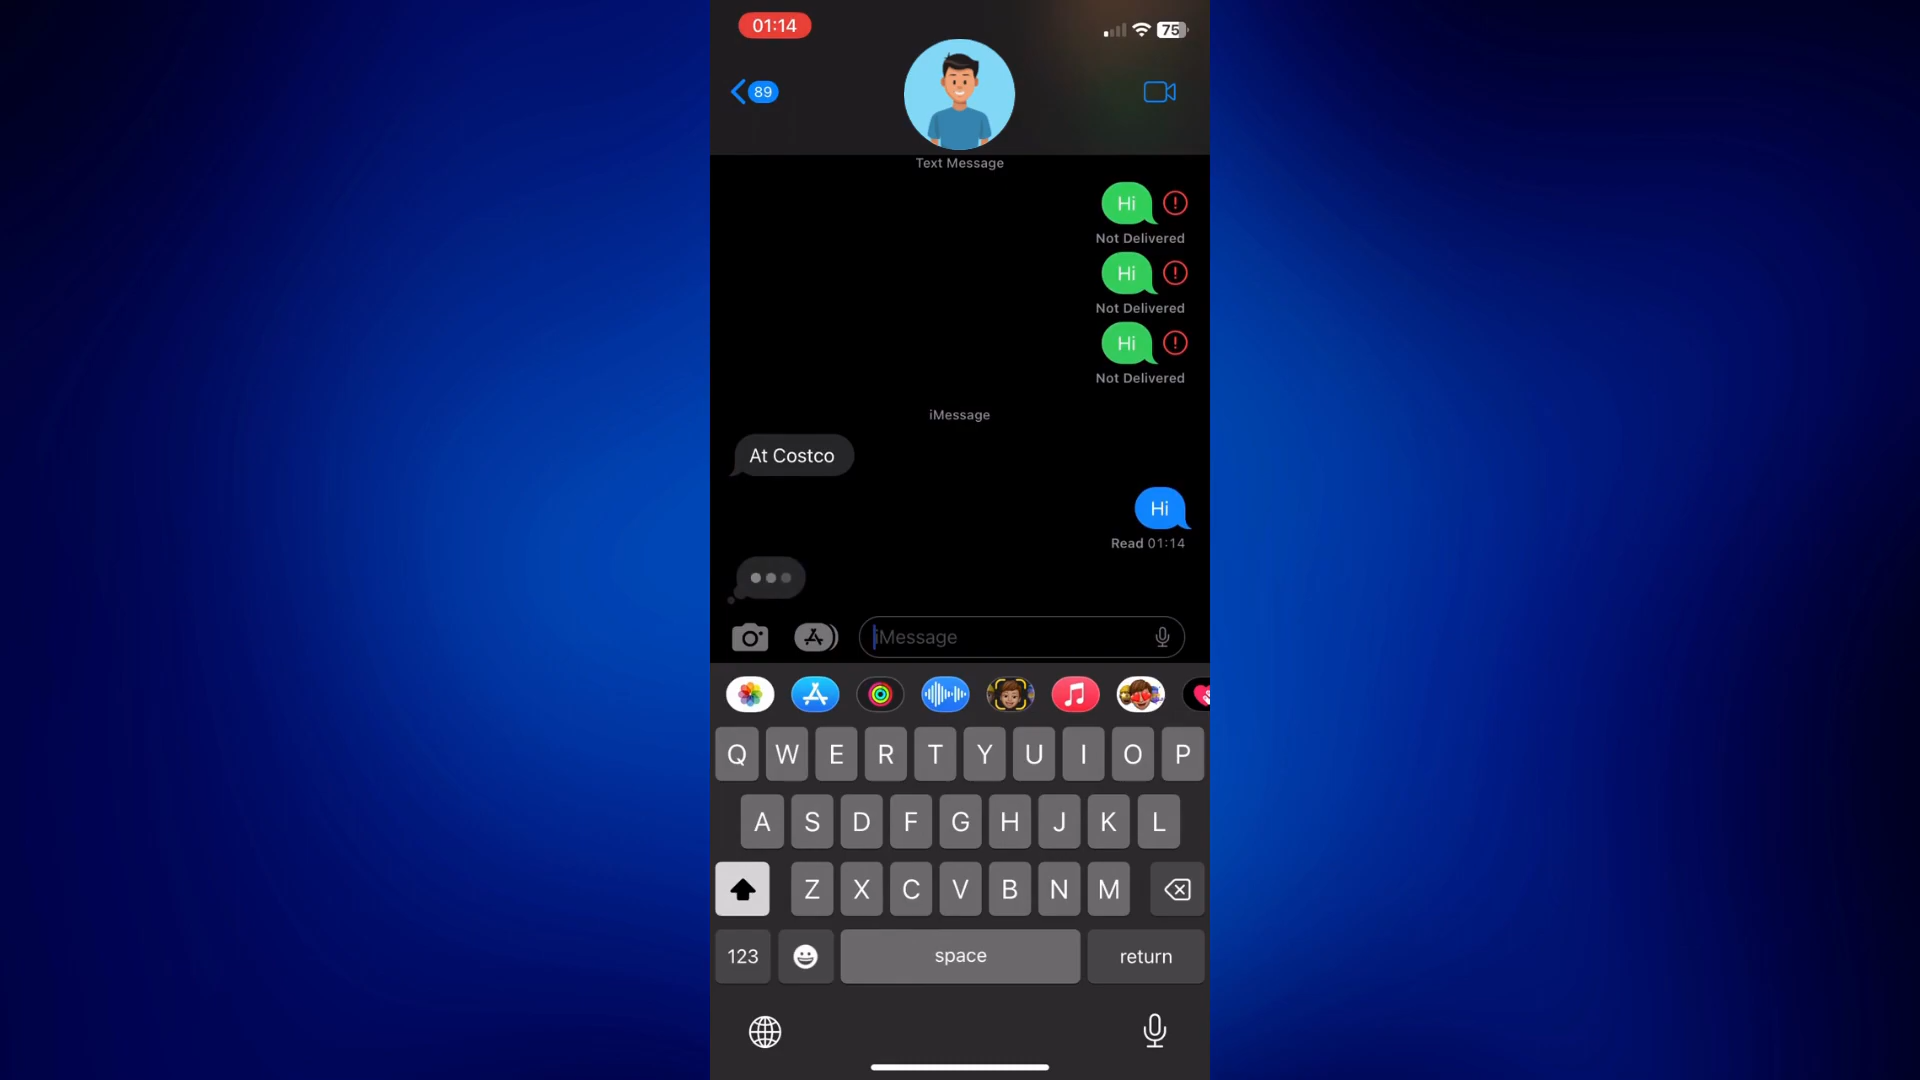 01:14
75
89
Text Message
Hi
Not Delivered
Hi
Not Delivered
Hi
Not Delivered
iMessage
At Costco
Hi
Read 01:14
iMessage
Q W E R T Y U I O P
A S D F G H J K L
Z X C V B N M
123 space return